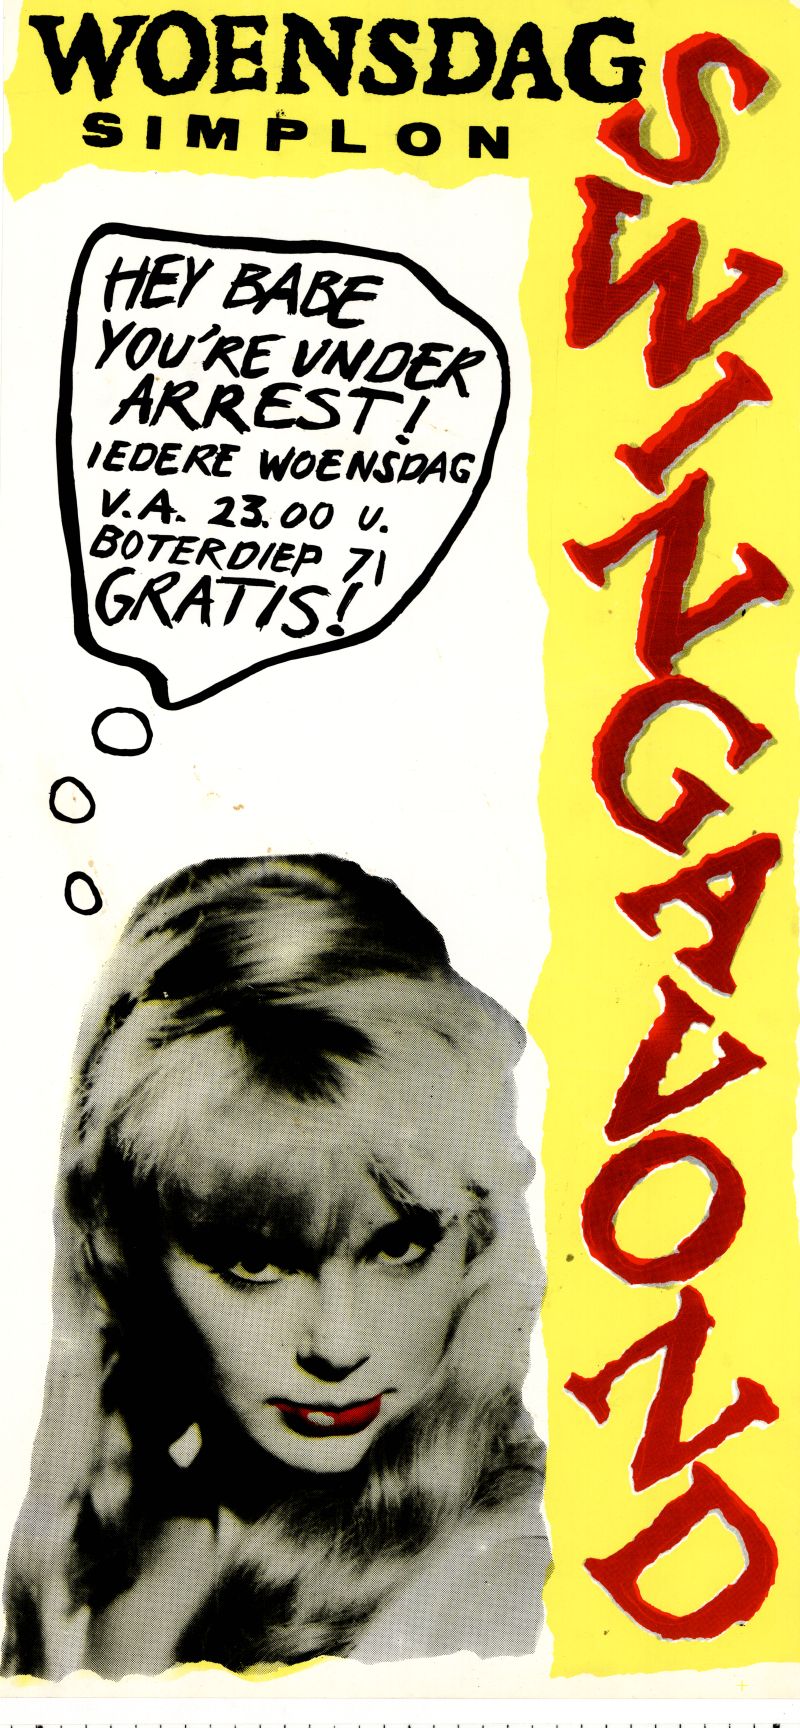 WOENSDAG
SIMPLON
SWINGAVOND
HEY BABE
YOU'RE UNDER
ARREST!
IEDERE WOENSDAG
V.A. 23.00 U.
BOTERDIEP 71
GRATIS!